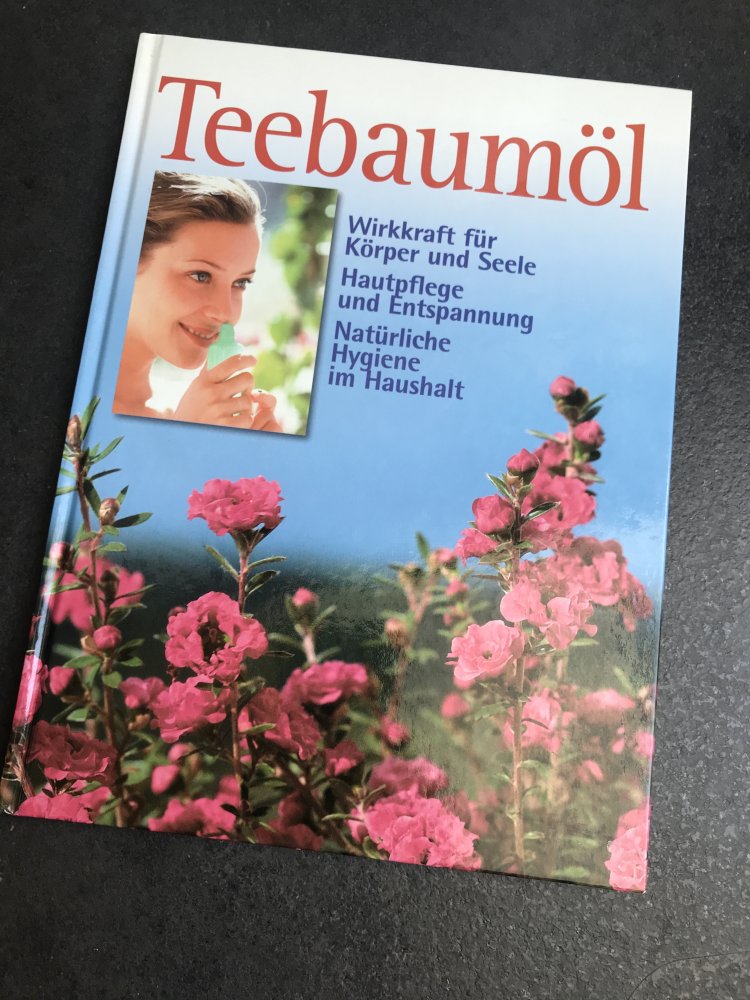 Teebaumöl
Wirkkraft für
Körper und Seele
Hautpflege
und Entspannung
Natürliche
Hygiene
im Haushalt